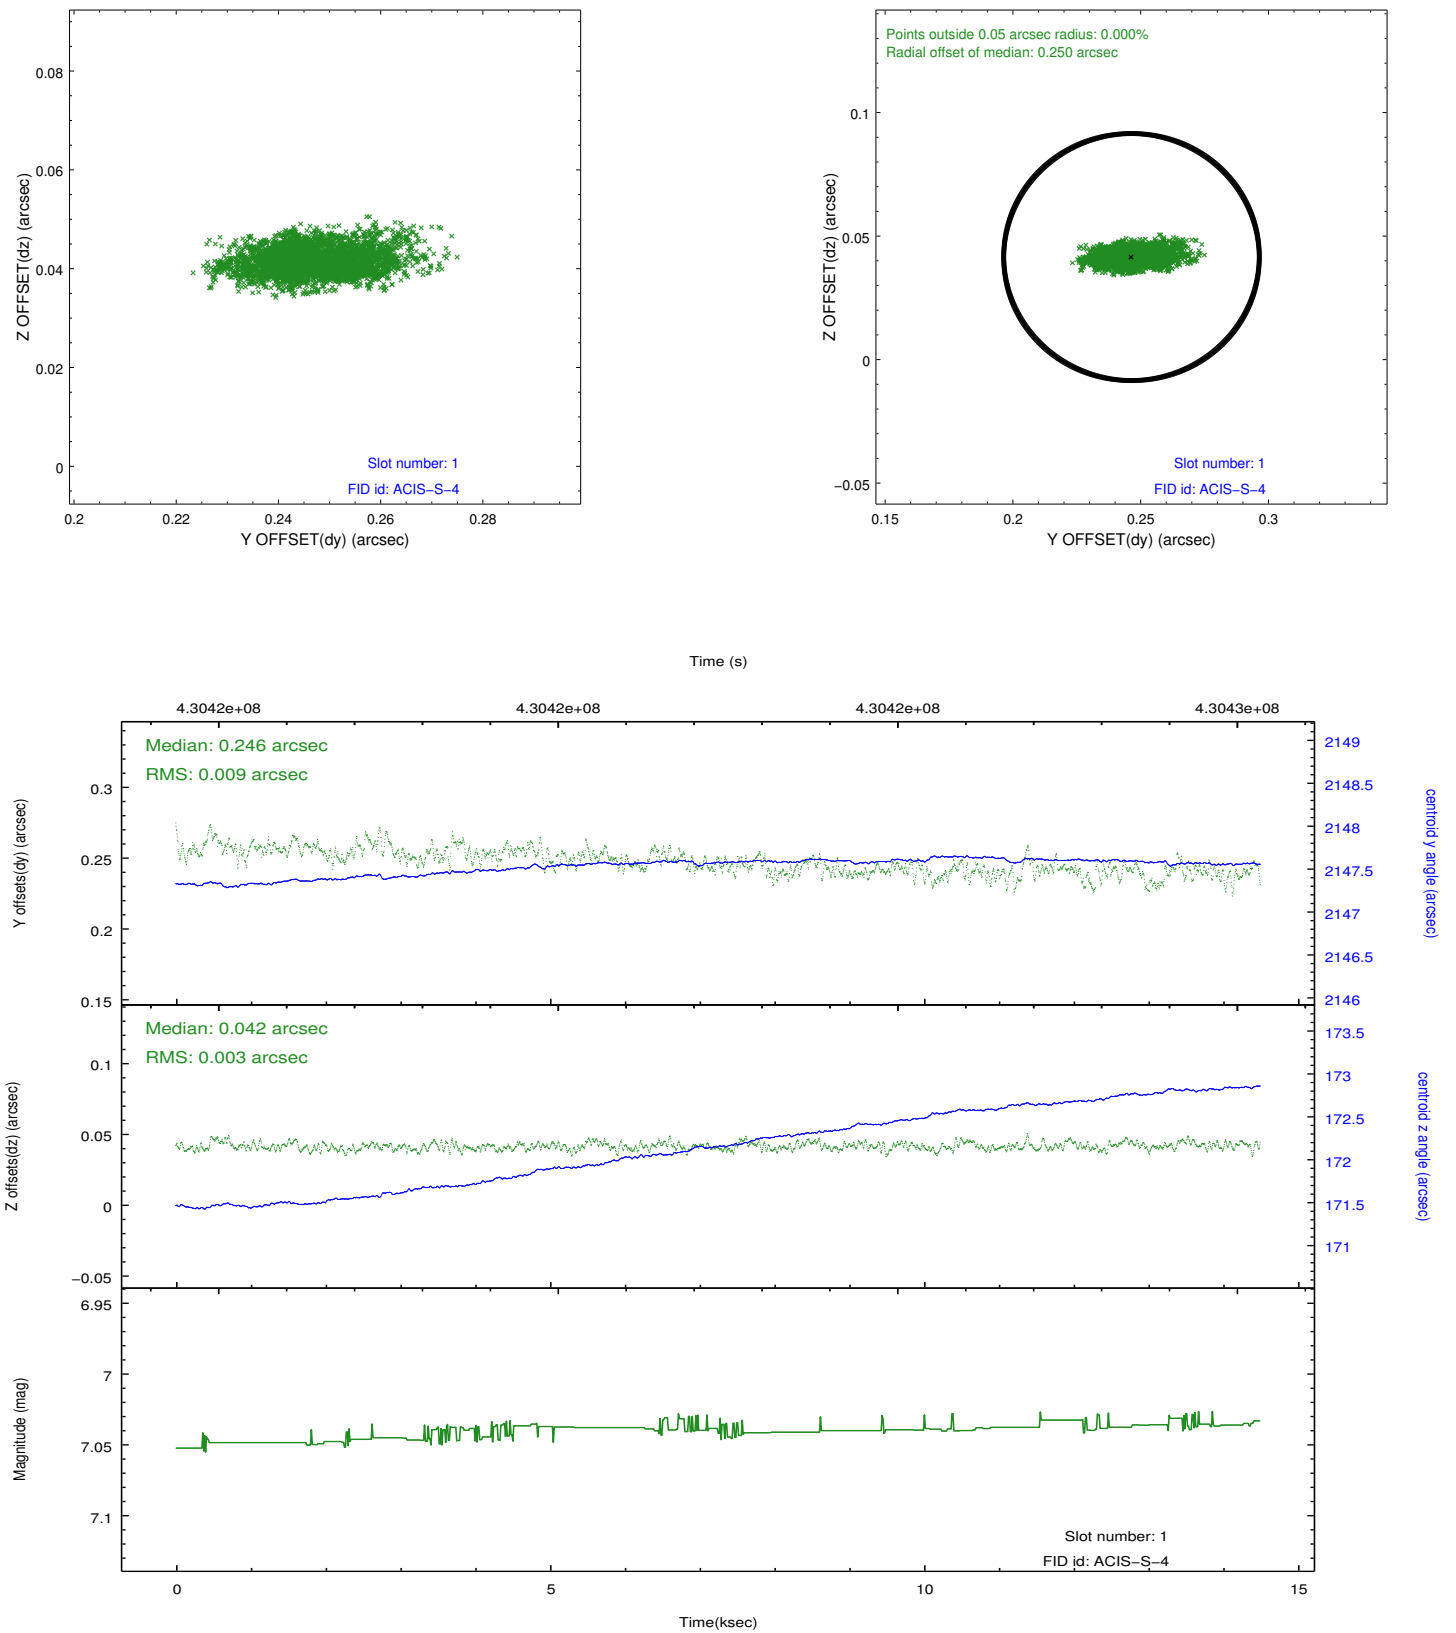 0.08
0.06
0.04
0.02
0
Z OFFSET(dz) (arcsec)
Slot number: 1
FID id: ACIS−S−4
0.2 0.22 0.24 0.26 0.28
Y OFFSET(dy) (arcsec)
Points outside 0.05 arcsec radius: 0.000%
Radial offset of median: 0.250 arcsec
0.1
0.05
0
−0.05
Z OFFSET(dz) (arcsec)
Slot number: 1
FID id: ACIS−S−4
0.15 0.2 0.25 0.3
Y OFFSET(dy) (arcsec)
Time (s)
4.3042e+08 4.3042e+08 4.3042e+08 4.3043e+08
Median: 0.246 arcsec
RMS: 0.009 arcsec
0.3
0.25
0.2
0.15
Y offsets(dy) (arcsec)
2149
2148.5
2148
2147.5
2147
2146.5
2146
centroid y angle (arcsec)
Median: 0.042 arcsec
RMS: 0.003 arcsec
0.1
0.05
0
−0.05
Z offsets(dz) (arcsec)
173.5
173
172.5
172
171.5
171
centroid z angle (arcsec)
6.95
7
7.05
7.1
Magnitude (mag)
Slot number: 1
FID id: ACIS−S−4
0 5 10 15
Time(ksec)